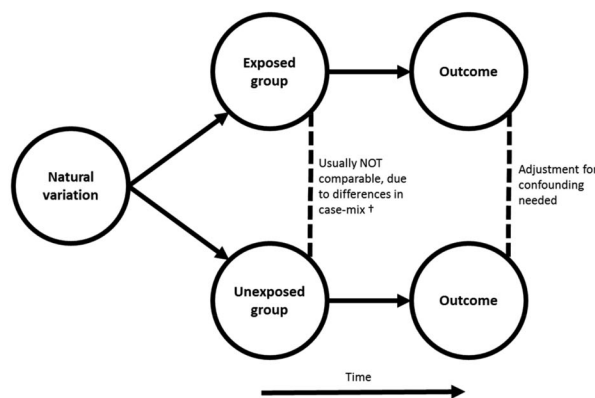 Exposed
group
Outcome
Natural
variation
Usually NOT
comparable, due
to differences in
case-mix †
Adjustment for
confounding
needed
Unexposed
group
Outcome
Time